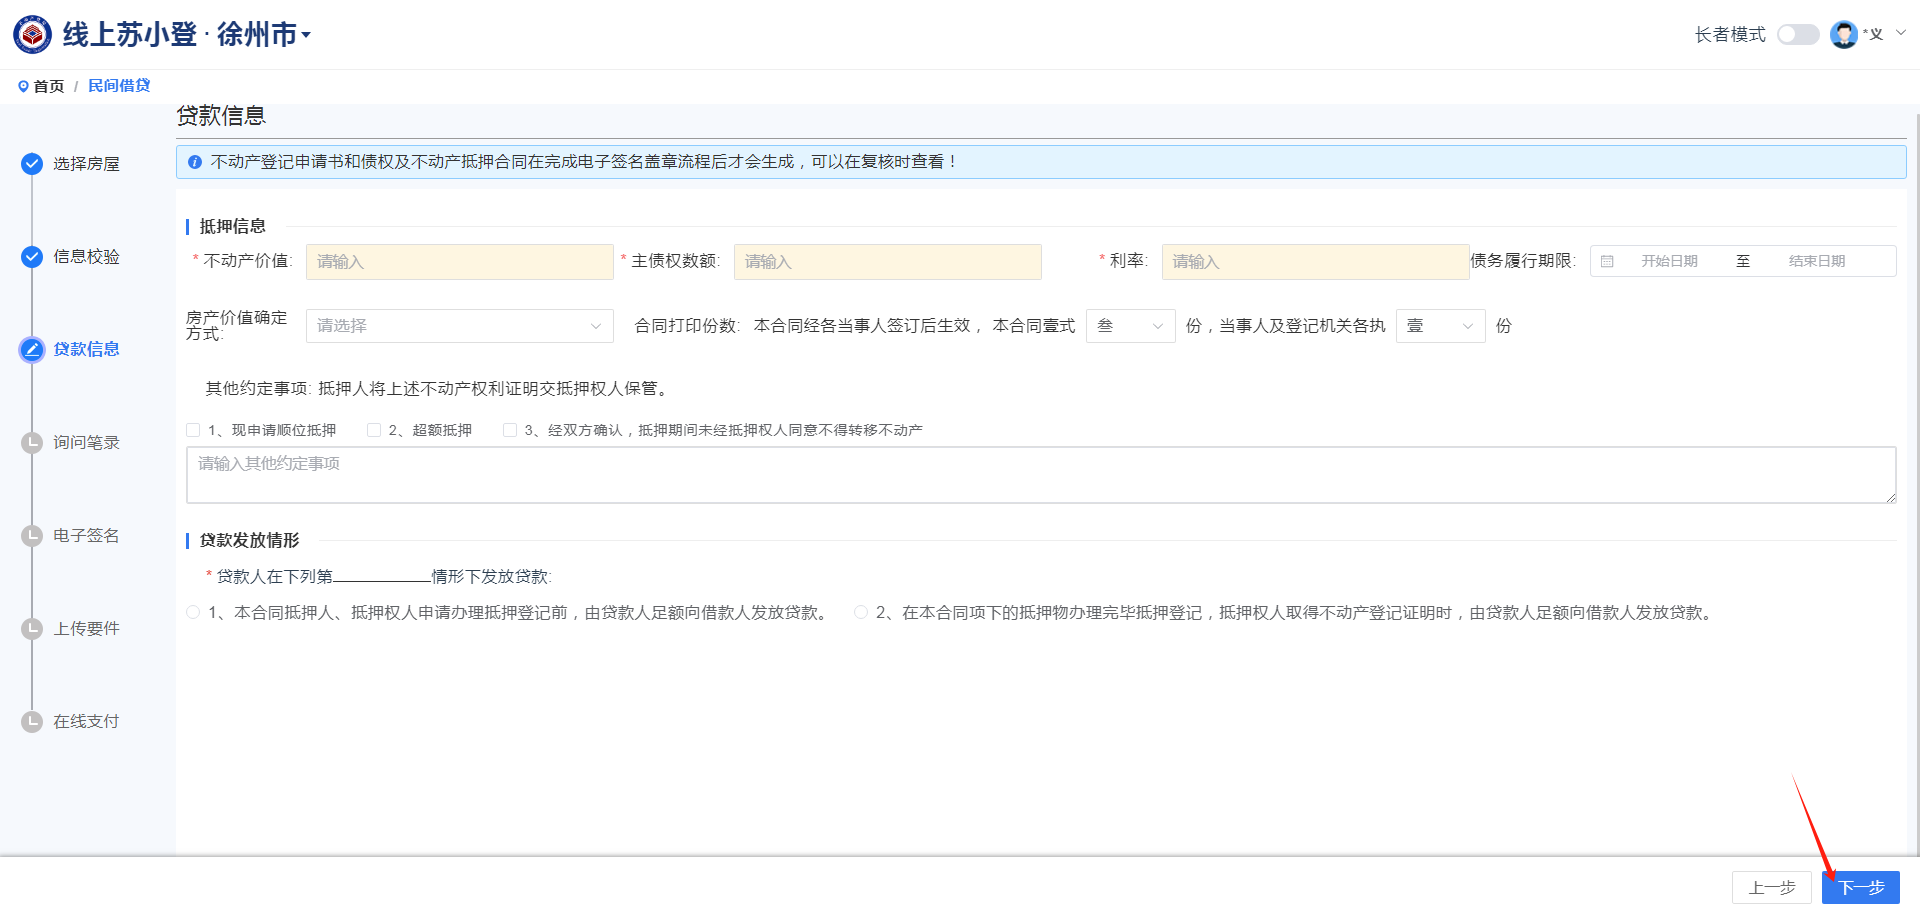 线上苏小登 · 徐州市
长者模式
*义
首页 / 民间借贷
选择房屋
信息校验
贷款信息
询问笔录
电子签名
上传要件
在线支付
贷款信息
不动产登记申请书和债权及不动产抵押合同在完成电子签名盖章流程后才会生成，可以在复核时查看！
抵押信息
* 不动产价值: 请输入 * 主债权数额: 请输入 * 利率: 请输入 债务履行期限: 开始日期 至 结束日期
房产价值确定方式: 请选择 合同打印份数: 本合同经各当事人签订后生效， 本合同壹式 叁 份，当事人及登记机关各执 壹 份
其他约定事项: 抵押人将上述不动产权利证明交抵押权人保管。
1、现申请顺位抵押 2、超额抵押 3、经双方确认，抵押期间未经抵押权人同意不得转移不动产
请输入其他约定事项
贷款发放情形
* 贷款人在下列第___________情形下发放贷款:
1、本合同抵押人、抵押权人申请办理抵押登记前，由贷款人足额向借款人发放贷款。 2、在本合同项下的抵押物办理完毕抵押登记，抵押权人取得不动产登记证明时，由贷款人足额向借款人发放贷款。
上一步 下一步